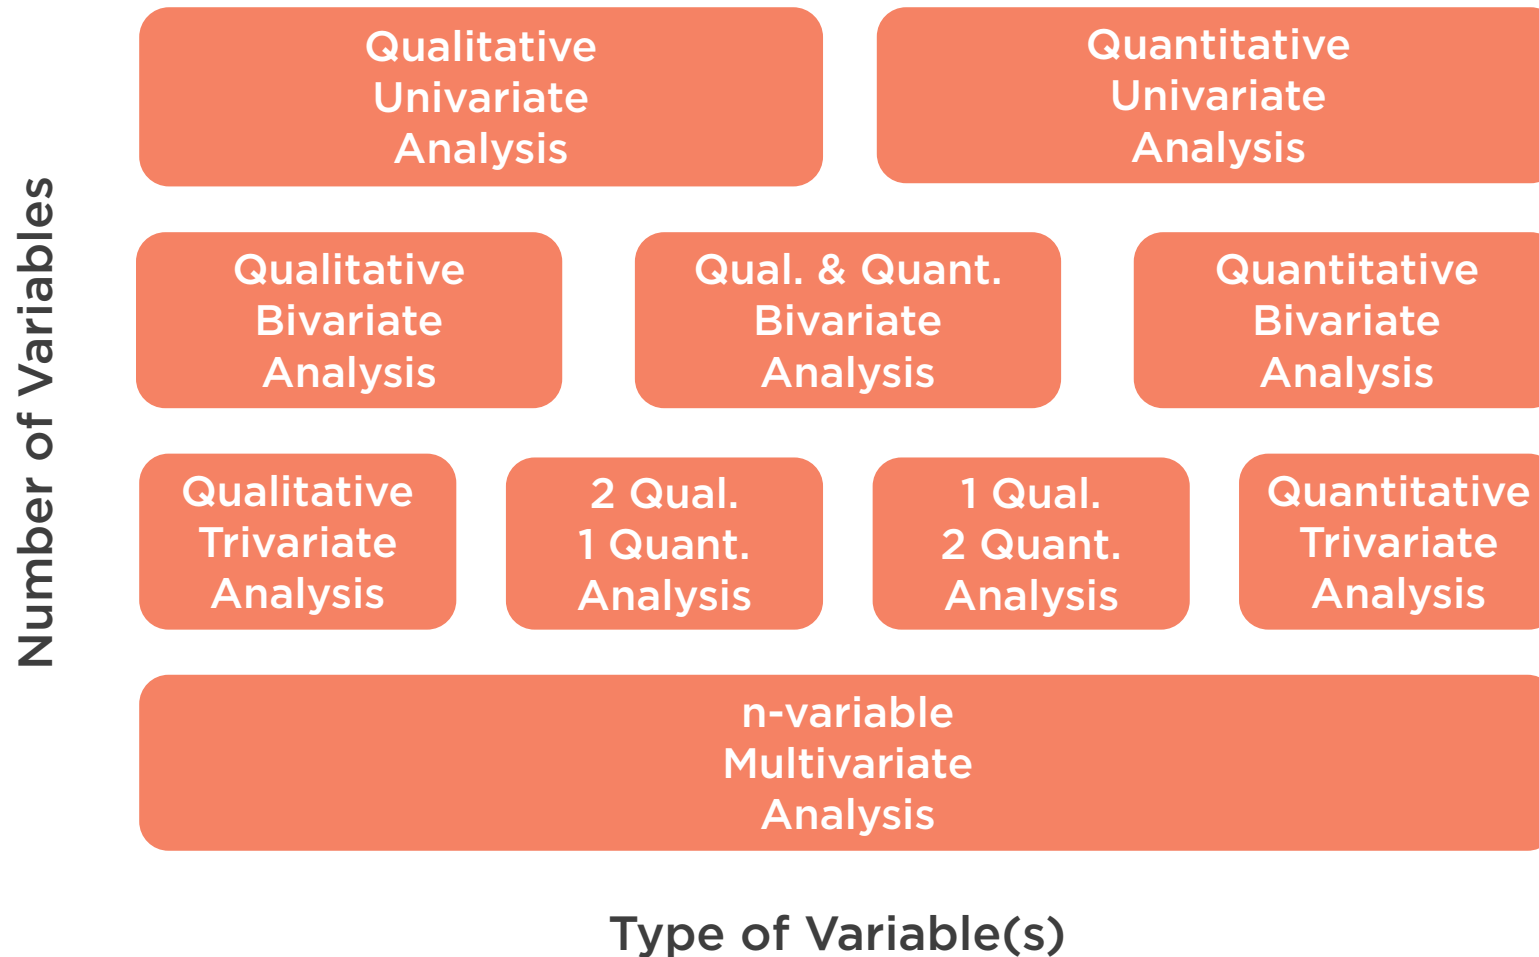 Number of Variables
Qualitative
Univariate
Analysis
Quantitative
Univariate
Analysis
Qualitative
Bivariate
Analysis
Qual. & Quant.
Bivariate
Analysis
Quantitative
Bivariate
Analysis
Qualitative
Trivariate
Analysis
2 Qual.
1 Quant.
Analysis
1 Qual.
2 Quant.
Analysis
Quantitative
Trivariate
Analysis
n-variable
Multivariate
Analysis
Type of Variable(s)